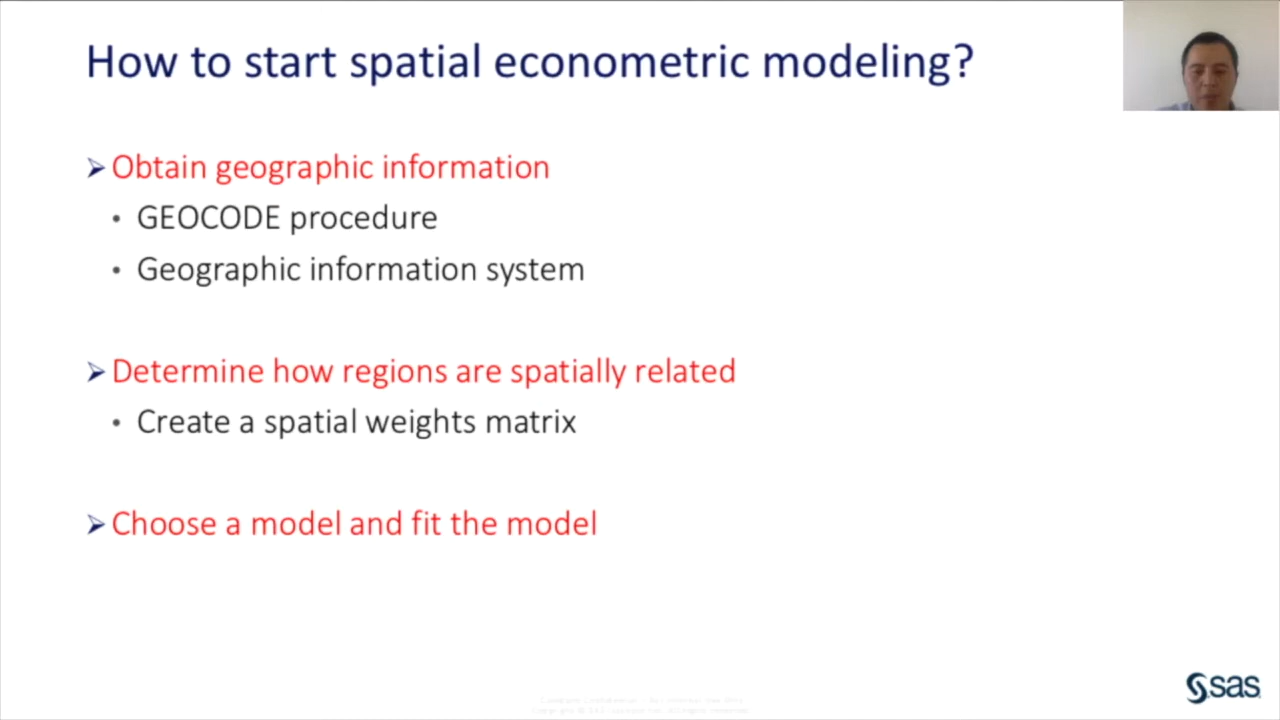 How to start spatial econometric modeling?
Obtain geographic information
GEOCODE procedure
Geographic information system
Determine how regions are spatially related
Create a spatial weights matrix
Choose a model and fit the model
sas